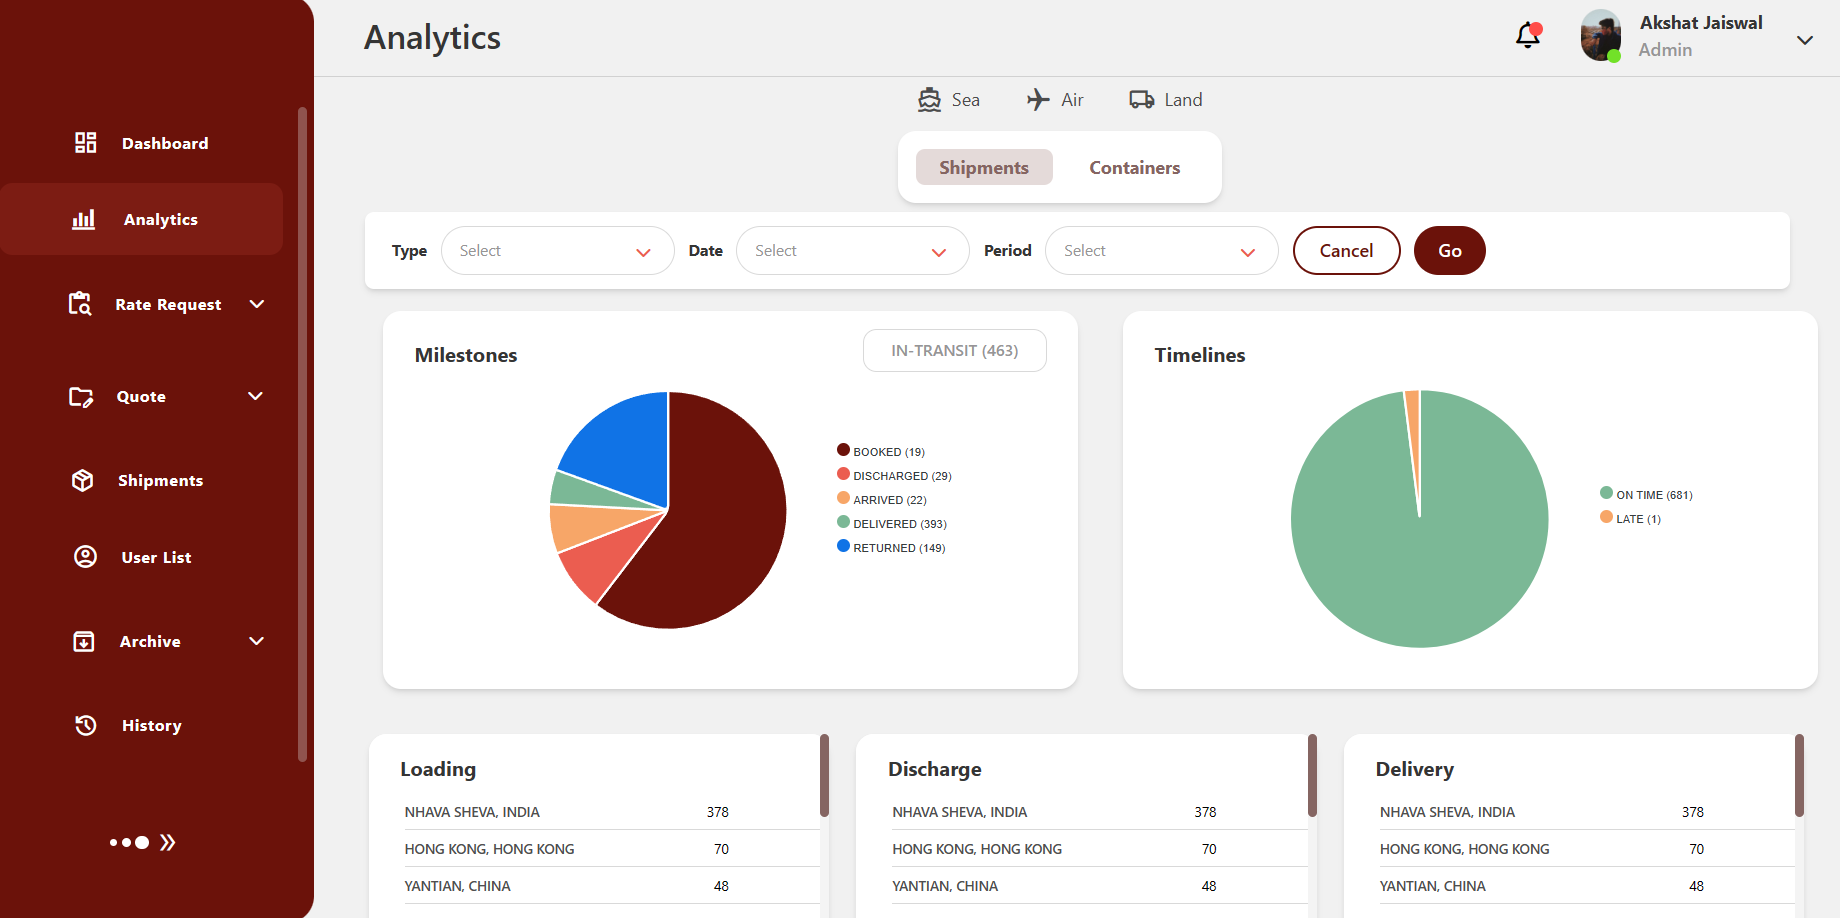 Analytics
Akshat Jaiswal
Admin
Sea
Air
Land
Shipments
Containers
Type
Select
Date
Select
Period
Select
Cancel
Go
Dashboard
Analytics
Rate Request
Quote
Shipments
User List
Archive
History
Milestones
IN-TRANSIT (463)
BOOKED (19)
DISCHARGED (29)
ARRIVED (22)
DELIVERED (393)
RETURNED (149)
Timelines
ON TIME (681)
LATE (1)
Loading
NHAVA SHEVA, INDIA 378
HONG KONG, HONG KONG 70
YANTIAN, CHINA 48
Discharge
NHAVA SHEVA, INDIA 378
HONG KONG, HONG KONG 70
YANTIAN, CHINA 48
Delivery
NHAVA SHEVA, INDIA 378
HONG KONG, HONG KONG 70
YANTIAN, CHINA 48